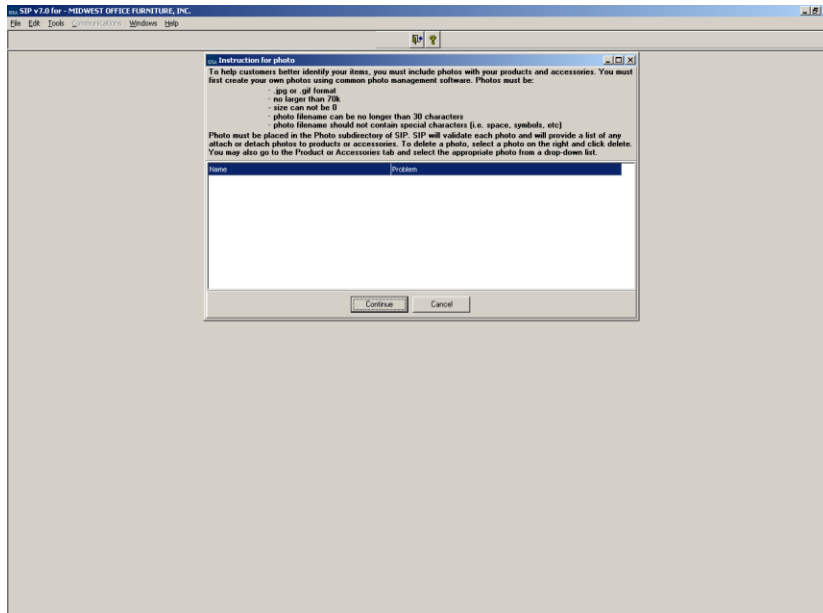 SIP v7.0 for - MIDWEST OFFICE FURNITURE, INC.
File Edit Tools Communications Windows Help
Instruction for photo
To help customers better identify your items, you must include photos with your products and accessories. You must
first create your own photos using common photo management software. Photos must be:
- .jpg or .gif format
- no larger than 70k
- size can not be 0
- photo filename can be no longer than 30 characters
- photo filename should not contain special characters (i.e. space, symbols, etc)
Photo must be placed in the Photo subdirectory of SIP. SIP will validate each photo and will provide a list of any
attach or detach photos to products or accessories. To delete a photo, select a photo on the right and click delete.
You may also go to the Product or Accessories tab and select the appropriate photo from a drop-down list.
Name Problem
Continue Cancel